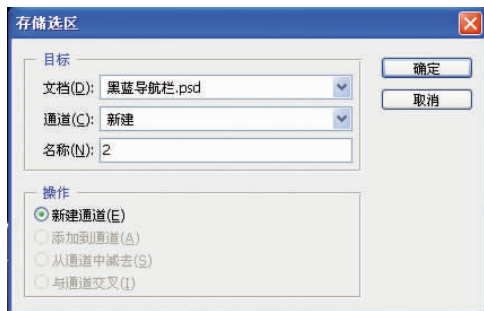 存储选区
目标
文档(D): 黑蓝导航栏.psd
通道(C): 新建
名称(N): 2
确定
取消
操作
新建通道(E)
添加到通道(A)
从通道中减去(S)
与通道交叉(I)